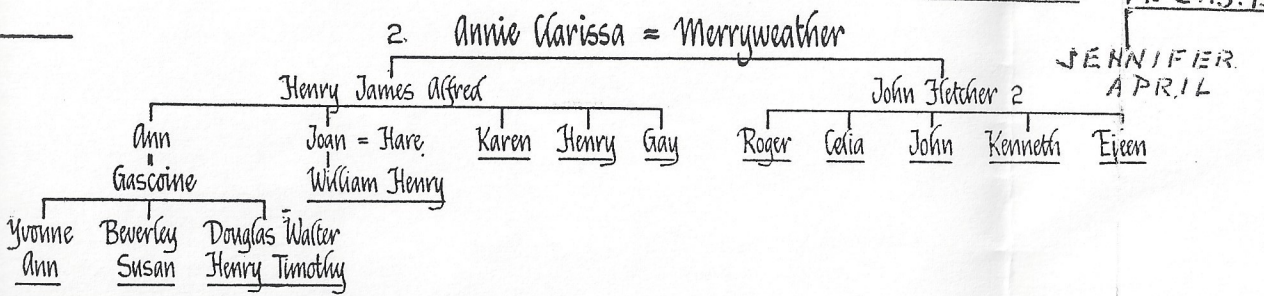 2. Annie Clarissa = Merryweather
JENNIFER
APRIL
Henry James Alfred
John Fletcher 2
Ann
Joan = Hare
Karen
Henry
Gay
Roger
Celia
John
Kenneth
Eileen
Gascoine
William Henry
Yvonne
Ann
Beverley
Susan
Douglas Walter
Henry Timothy